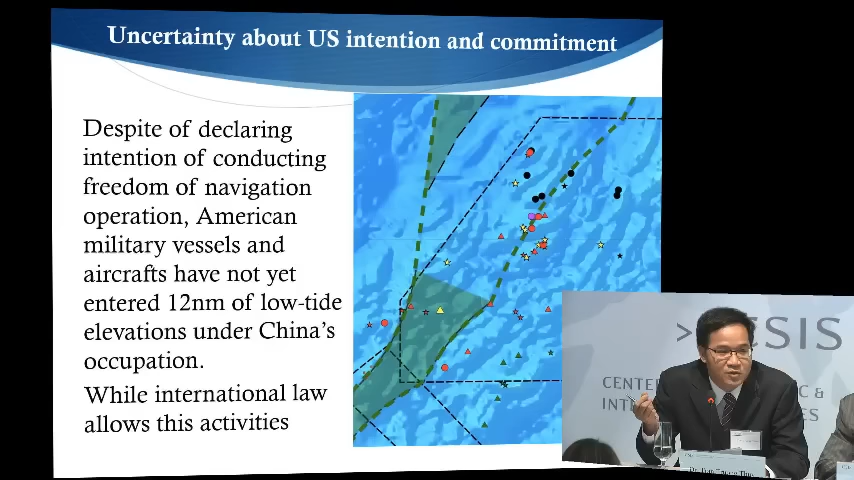 Uncertainty about US intention and commitment
Despite of declaring
intention of conducting
freedom of navigation
operation, American
military vessels and
aircrafts have not yet
entered 12nm of low-tide
elevations under China's
occupation.
While international law
allows this activities
CSIS